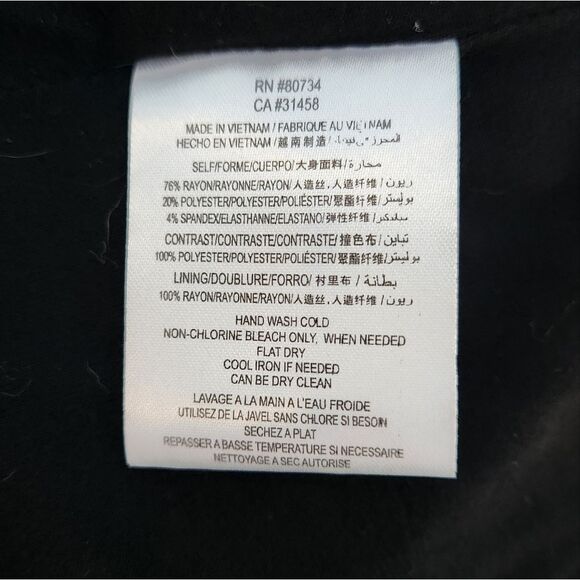 RN #80734
CA #31458
MADE IN VIETNAM / FABRIQUE AU VIETNAM
HECHO EN VIETNAM/越南制造/
SELF/FORME/CUERPO/大身面料/محارة
76% RAYON/RAYONNE/RAYON/人造丝，人造纤维/ريون
20% POLYESTER/POLYESTER/POLIÉSTER/聚酯纤维/بوليستر
4% SPANDEX/ELASTHANNE/ELASTANO/弹性纤维/سباندكس
CONTRAST/CONTRASTE/CONTRASTE/撞色布/تباين
100% POLYESTER/POLYESTER/POLIÉSTER/聚酯纤维/بوليستر
LINING/DOUBLURE/FORRO/衬里布/بطانة
100% RAYON/RAYONNE/RAYON/人造丝，人造纤维/ريون
HAND WASH COLD
NON-CHLORINE BLEACH ONLY, WHEN NEEDED
FLAT DRY
COOL IRON IF NEEDED
CAN BE DRY CLEAN
LAVAGE A LA MAIN A L'EAU FROIDE
UTILISEZ DE LA JAVEL SANS CHLORE SI BESOIN
SECHEZ A PLAT
REPASSER A BASSE TEMPERATURE SI NECESSAIRE
NETTOYAGE A SEC AUTORISE